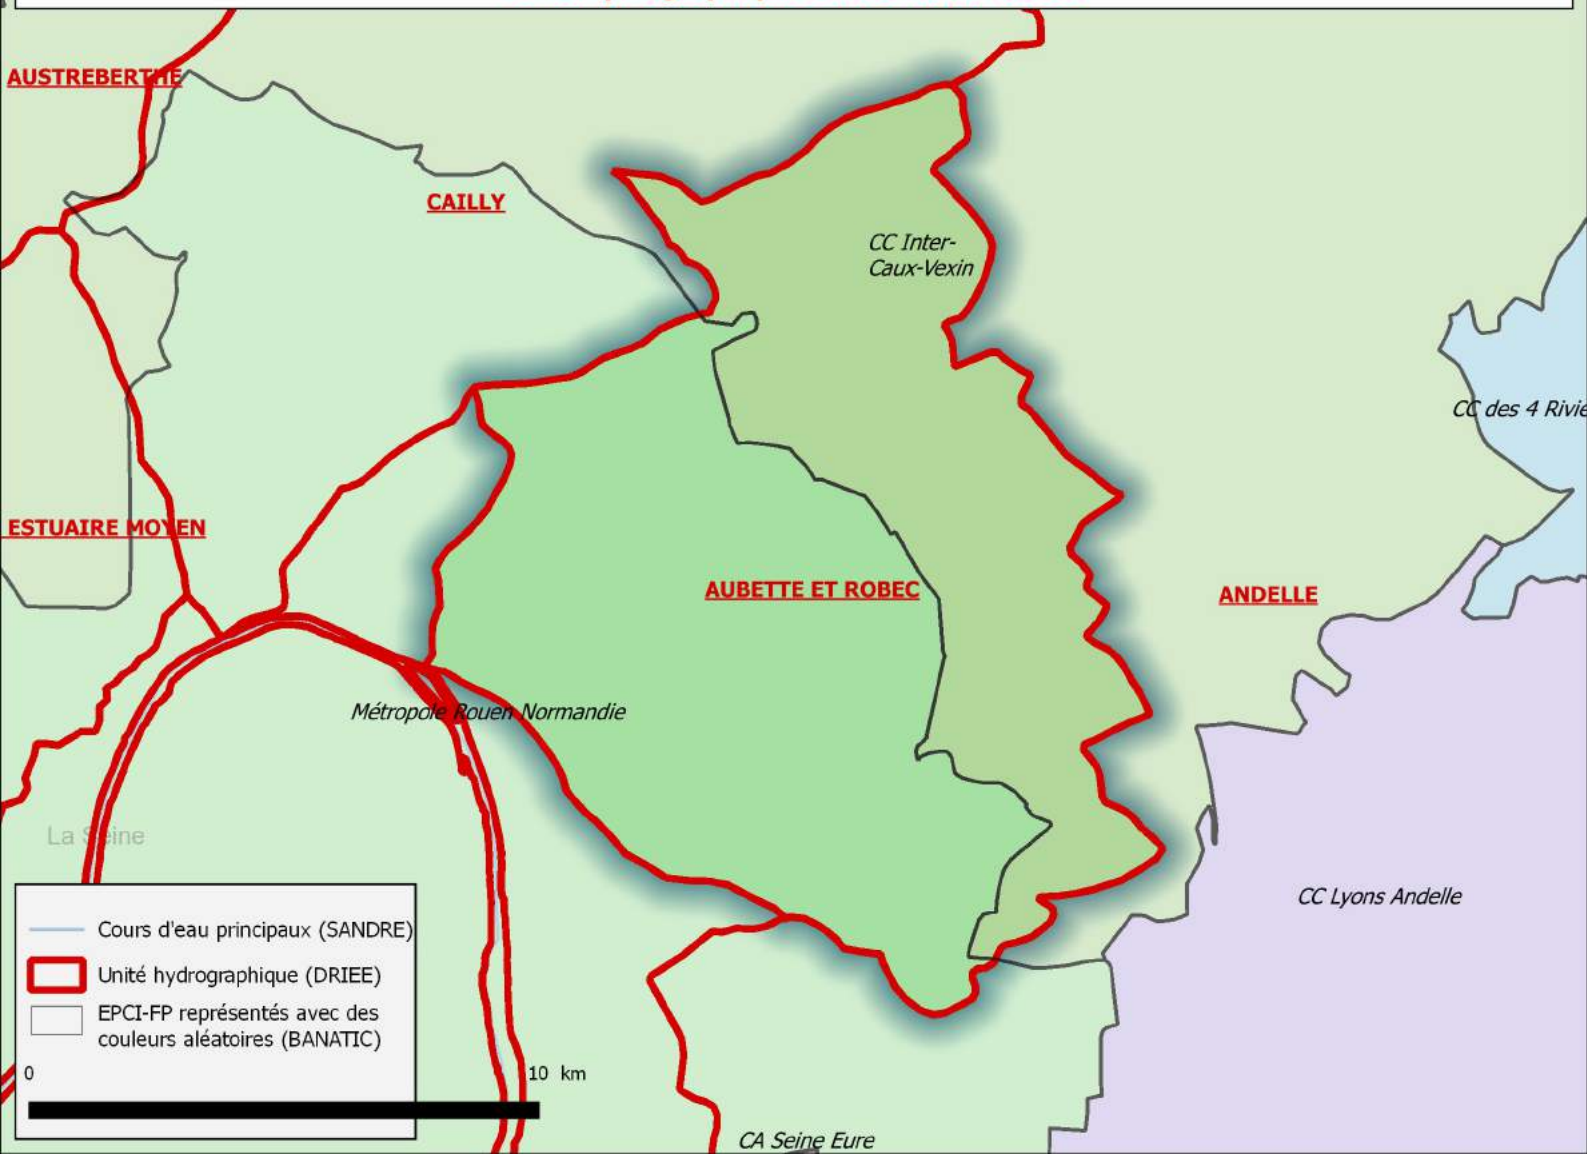 AUSTREBERTHE
CAILLY
CC Inter-
Caux-Vexin
CC des 4 Riviè
ESTUAIRE MOYEN
AUBETTE ET ROBEC
ANDELLE
Métropole Rouen Normandie
La Seine
CC Lyons Andelle
Cours d'eau principaux (SANDRE)
Unité hydrographique (DRIEE)
EPCI-FP représentés avec des
couleurs aléatoires (BANATIC)
0 10 km
CA Seine Eure